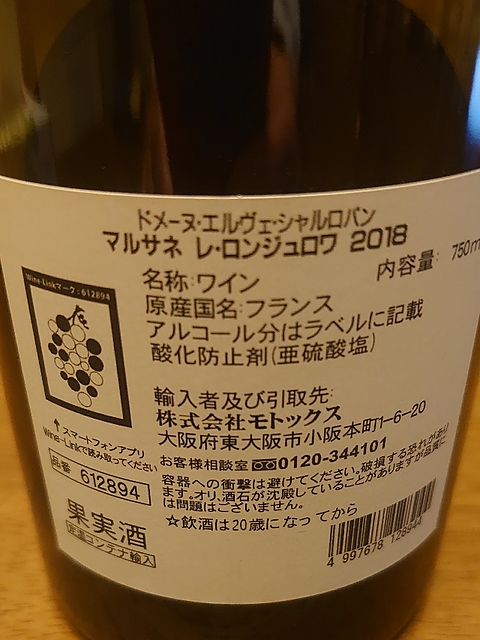 ドメーヌ・エルヴェ・シャルロパン
マルサネ レ・ロンジュロワ 2018
内容量: 750m
名称:ワイン
原産国名:フランス
アルコール分はラベルに記載
酸化防止剤(亜硫酸塩)
Wine-Linkマーク:612894
輸入者及び引取先:
株式会社モトックス
大阪府東大阪市小阪本町1-6-20
お客様相談室 0120-344101
↑スマートフォンアプリ
Wine-Linkで読み取ってください
品番 612894
容器への衝撃は避けてください。破損する恐れがあり
ます。オリ、酒石が沈殿していることがありますが品質に
は問題はございません。
☆飲酒は20歳になってから
果実酒
定温コンテナ輸入
4 997678 128944